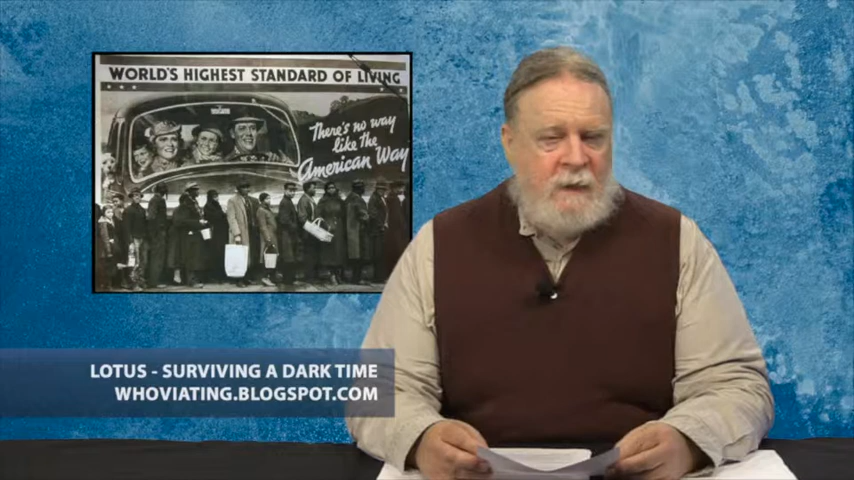 WORLD'S HIGHEST STANDARD OF LIVING
There's no way
like the
American Way
LOTUS - SURVIVING A DARK TIME
WHOVIATING.BLOGSPOT.COM